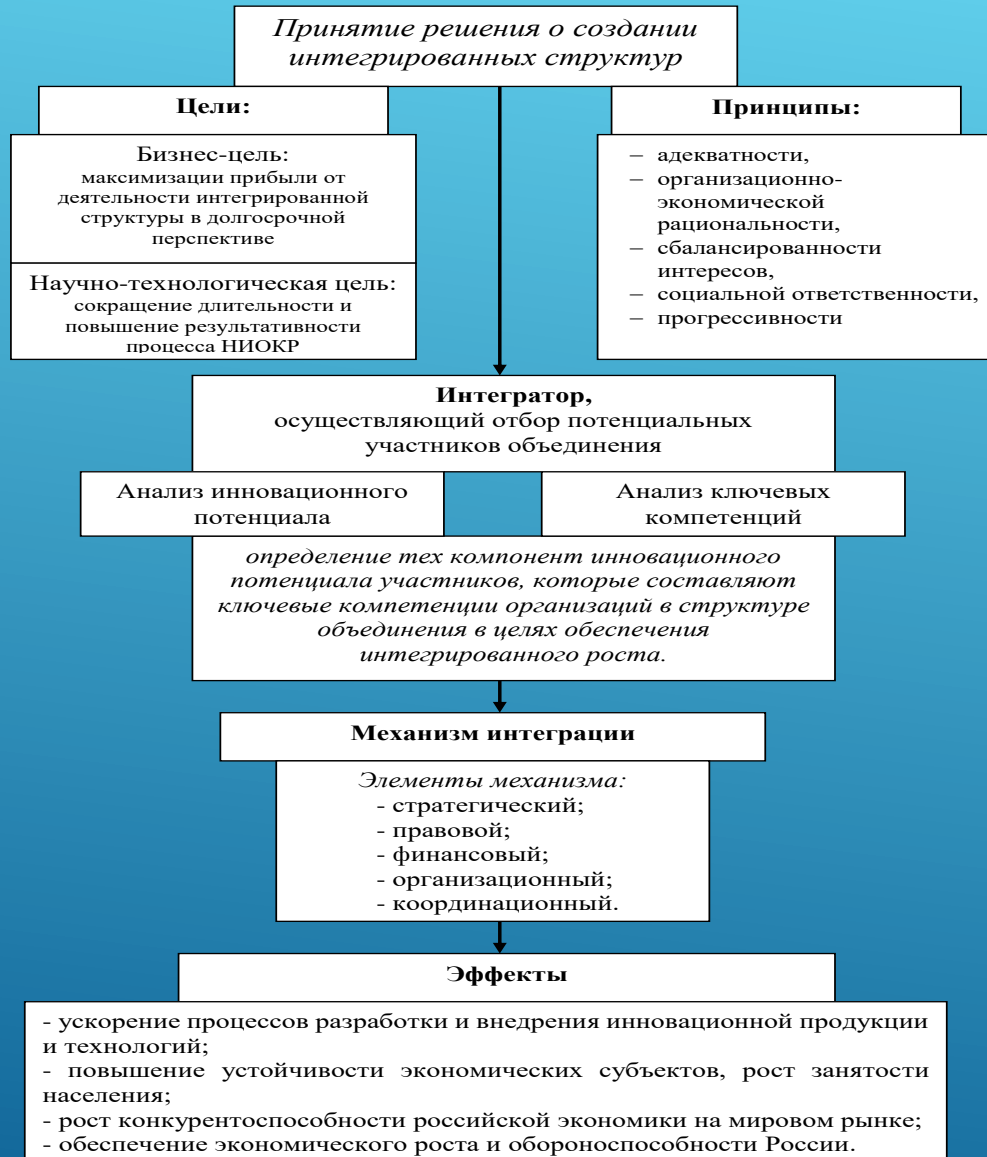 Принятие решения о создании
интегрированных структур
Цели:
Бизнес-цель:
максимизации прибыли от
деятельности интегрированной
структуры в долгосрочной
перспективе
Научно-технологическая цель:
сокращение длительности и
повышение результативности
процесса НИОКР
Принципы:
– адекватности,
– организационно-
экономической
рациональности,
– сбалансированности
интересов,
– социальной ответственности,
– прогрессивности
Интегратор,
осуществляющий отбор потенциальных
участников объединения
Анализ инновационного
потенциала
Анализ ключевых
компетенций
определение тех компонент инновационного
потенциала участников, которые составляют
ключевые компетенции организаций в структуре
объединения в целях обеспечения
интегрированного роста.
Механизм интеграции
Элементы механизма:
- стратегический;
- правовой;
- финансовый;
- организационный;
- координационный.
Эффекты
- ускорение процессов разработки и внедрения инновационной продукции
и технологий;
- повышение устойчивости экономических субъектов, рост занятости
населения;
- рост конкурентоспособности российской экономики на мировом рынке;
- обеспечение экономического роста и обороноспособности России.